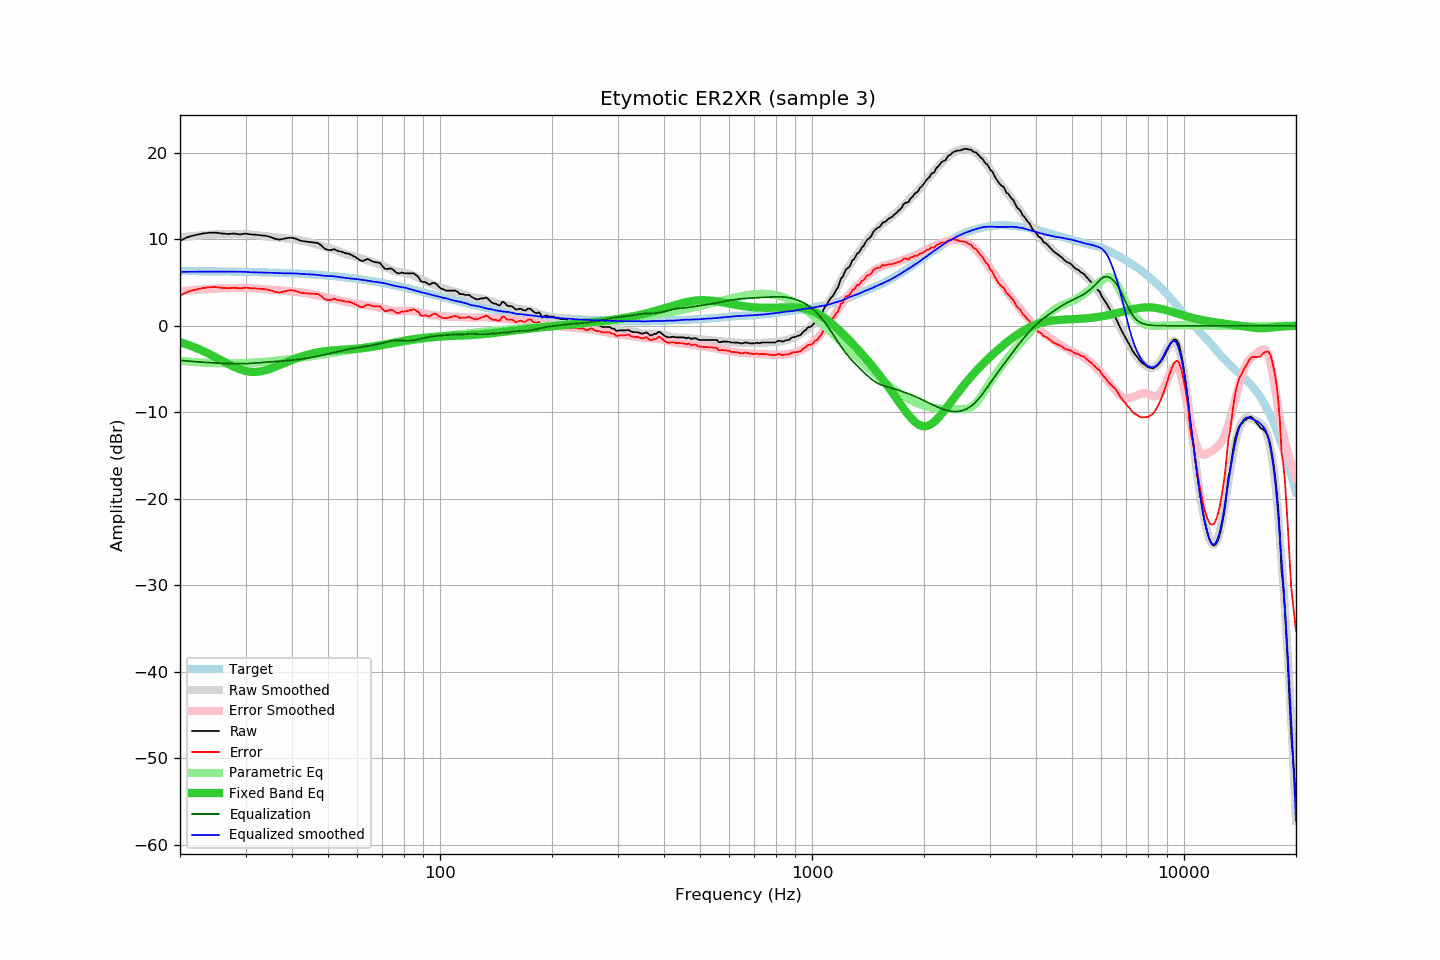 Etymotic ER2XR (sample 3)
20
10
0
−10
−20
−30
−40
−50
−60
Amplitude (dBr)
Target
Raw Smoothed
Error Smoothed
Raw
Error
Parametric Eq
Fixed Band Eq
Equalization
Equalized smoothed
100
1000
10000
Frequency (Hz)